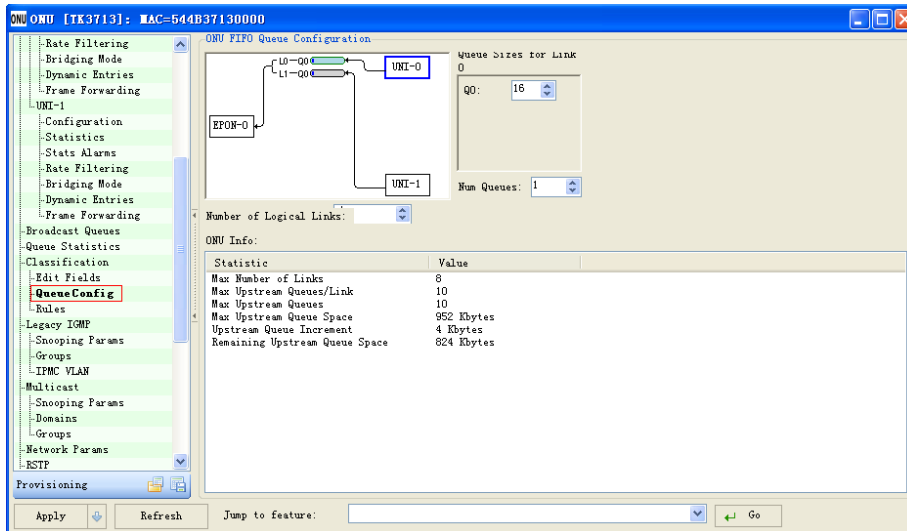 ONU ONU [TK3713]: MAC=544B37130000
Rate Filtering
Bridging Mode
Dynamic Entries
Frame Forwarding
UNI-1
Configuration
Statistics
Stats Alarms
Rate Filtering
Bridging Mode
Dynamic Entries
Frame Forwarding
Broadcast Queues
Queue Statistics
Classification
Edit Fields
QueueConfig
Rules
Legacy IGMP
Snooping Params
Groups
IPMC VLAN
Multicast
Snooping Params
Domains
Groups
Network Params
RSTP
Provisioning
ONU FIFO Queue Configuration
L0-Q0
L1-Q0
UNI-0
EPON-0
UNI-1
Queue Sizes for Link
0
Q0: 16
Num Queues: 1
Number of Logical Links:
ONU Info:
Statistic Value
Max Number of Links 8
Max Upstream Queues/Link 10
Max Upstream Queues 10
Max Upstream Queue Space 952 Kbytes
Upstream Queue Increment 4 Kbytes
Remaining Upstream Queue Space 824 Kbytes
Apply Refresh Jump to feature: Go